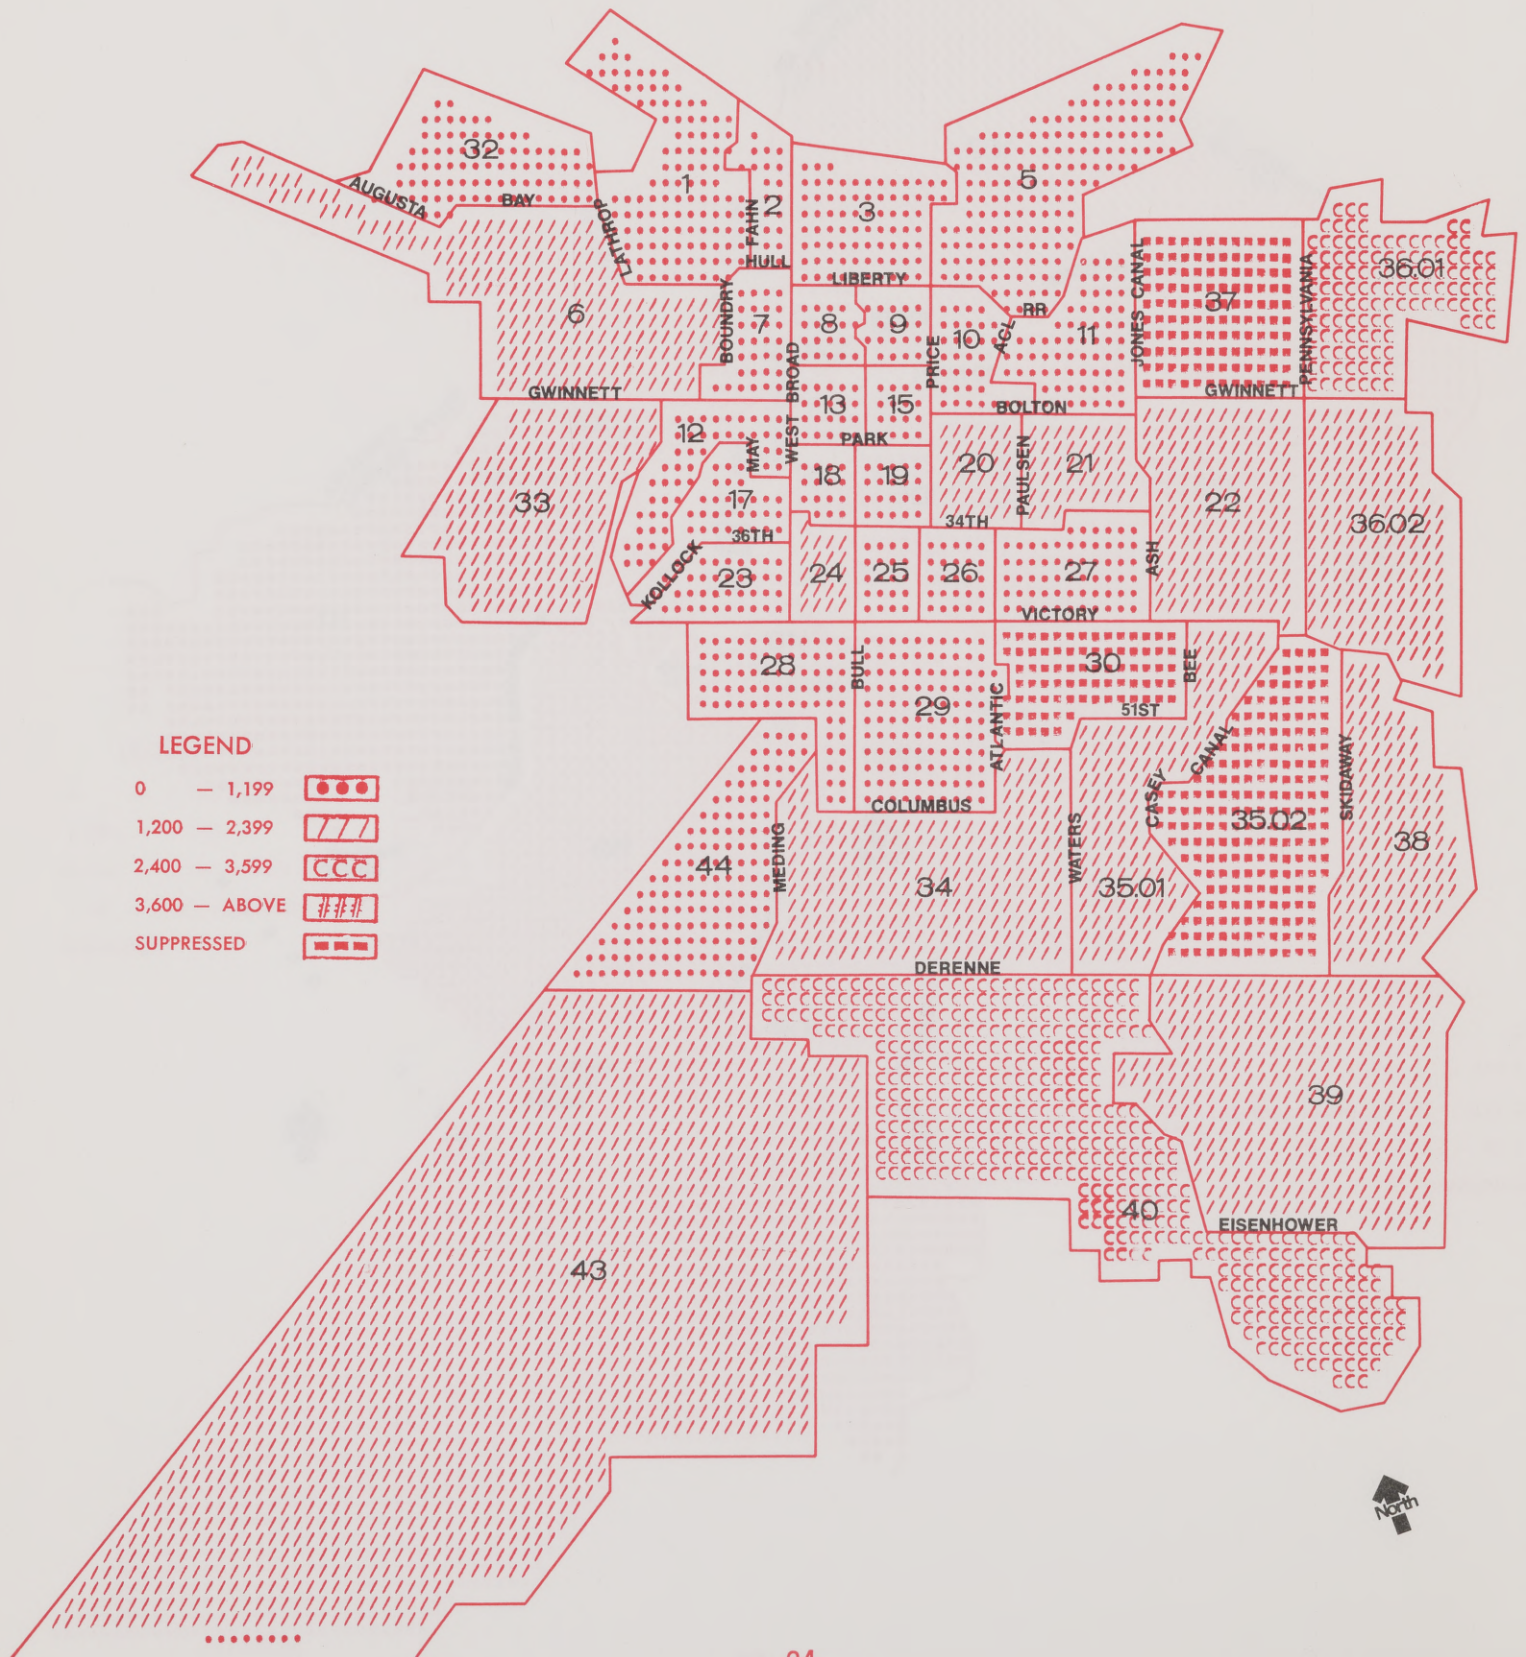 32
1
2
3
5
AUGUSTA
BAY
LATHROP
FAHN
HULL
LIBERTY
JONES CANAL
37
PENNSYLVANIA
36.01
6
BOUNDRY
7
8
9
10
ACL
RR
11
PRICE
WEST BROAD
GWINNETT
GWINNETT
13
15
BOLTON
12
MAY
PARK
20
PAULSEN
21
33
17
18
19
22
36.02
36TH
34TH
KOLLOCK
23
24
25
26
27
ASH
VICTORY
28
BULL
29
ATLANTIC
30
BEE
51ST
CASEY CANAL
SKIDAWAY
COLUMBUS
35.02
38
44
MEDING
34
WATERS
35.01
DERENNE
LEGEND
0 — 1,199
1,200 — 2,399
2,400 — 3,599 CCC
3,600 — ABOVE
SUPPRESSED
39
40
EISENHOWER
43
North